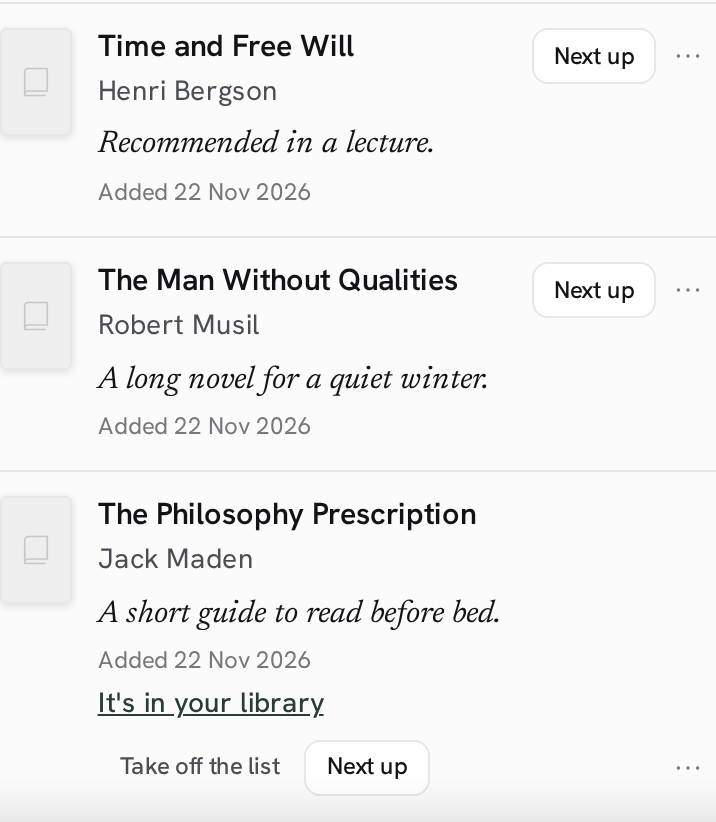 Time and Free Will
Next up
Henri Bergson
Recommended in a lecture.
Added 22 Nov 2026
The Man Without Qualities
Next up
Robert Musil
A long novel for a quiet winter.
Added 22 Nov 2026
The Philosophy Prescription
Jack Maden
A short guide to read before bed.
Added 22 Nov 2026
It's in your library
Take off the list
Next up